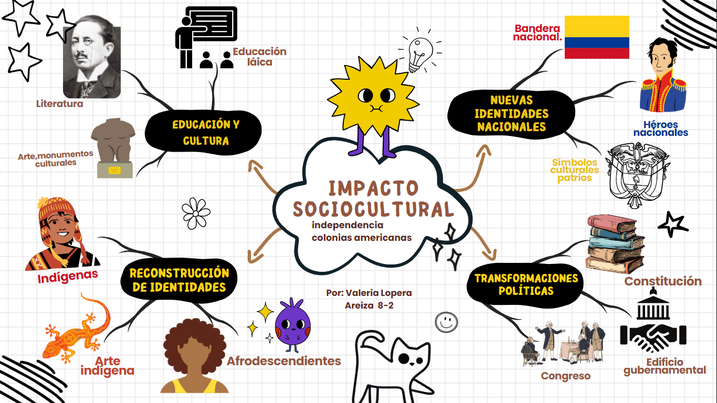 Bandera
nacional.
Educación
láica
Literatura
EDUCACIÓN Y
CULTURA
NUEVAS
IDENTIDADES
NACIONALES
Héroes
nacionales
Arte,monumentos
culturales
Símbolos
culturales
patrios
IMPACTO
SOCIOCULTURAL
independencia
colonias americanas
Indígenas
RECONSTRUCCIÓN
DE IDENTIDADES
TRANSFORMACIONES
POLÍTICAS
Constitución
Por: Valeria Lopera
Areiza 8-2
Arte
indígena
Afrodescendientes
Congreso
Edificio
gubernamental